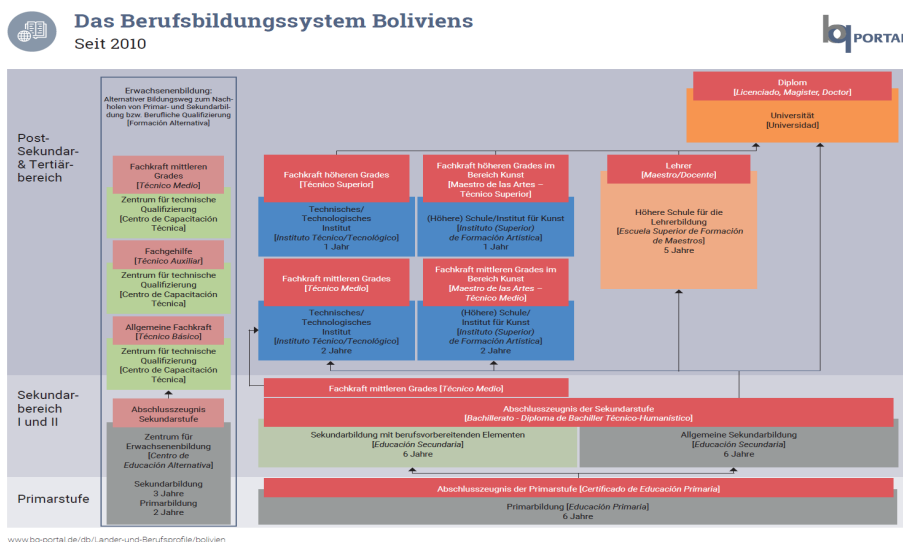 Das Berufsbildungssystem Boliviens
Seit 2010
bq PORTAL
Post-
Sekundar-
& Tertiär-
bereich
Erwachsenenbildung:
Alternativer Bildungsweg zum Nach-
holen von Primar- und Sekundarbil-
dung bzw. Berufliche Qualifizierung
[Formación Alternativa]
Fachkraft mittleren
Grades
[Técnico Medio]
Zentrum für technische
Qualifizierung
[Centro de Capacitación
Técnica]
Fachgehilfe
[Técnico Auxiliar]
Zentrum für technische
Qualifizierung
[Centro de Capacitación
Técnica]
Allgemeine Fachkraft
[Técnico Básico]
Zentrum für technische
Qualifizierung
[Centro de Capacitación
Técnica]
Diplom
[Licenciado, Magister, Doctor]
Universität
[Universidad]
Fachkraft höheren Grades
[Técnico Superior]
Technisches/
Technologisches
Institut
[Instituto Técnico/Tecnológico]
1 Jahr
Fachkraft höheren Grades im
Bereich Kunst
[Maestro de las Artes –
Técnico Superior]
(Höhere) Schule/Institut für Kunst
[Instituto (Superior)
de Formación Artística]
1 Jahr
Lehrer
[Maestro/Docente]
Höhere Schule für die
Lehrerbildung
[Escuela Superior de Formación
de Maestros]
5 Jahre
Fachkraft mittleren Grades
[Técnico Medio]
Technisches/
Technologisches
Institut
[Instituto Técnico/Tecnológico]
2 Jahre
Fachkraft mittleren Grades im
Bereich Kunst
[Maestro de las Artes –
Técnico Medio]
(Höhere) Schule/
Institut für Kunst
[Instituto (Superior)
de Formación Artística]
2 Jahre
Sekundar-
bereich
I und II
Abschlusszeugnis
Sekundarstufe
Zentrum für
Erwachsenenbildung
[Centro de
Educación Alternativa]
Sekundarbildung
3 Jahre
Primarbildung
2 Jahre
Fachkraft mittleren Grades [Técnico Medio]
Abschlusszeugnis der Sekundarstufe
[Bachillerato - Diploma de Bachiller Técnico-Humanístico]
Sekundarbildung mit berufsvorbereitenden Elementen
[Educación Secundaria]
6 Jahre
Allgemeine Sekundarbildung
[Educación Secundaria]
6 Jahre
Primarstufe
Abschlusszeugnis der Primarstufe [Certificado de Educación Primaria]
Primarbildung [Educación Primaria]
6 Jahre
www.bq-portal.de/db/Länder-und-Berufsprofile/bolivien